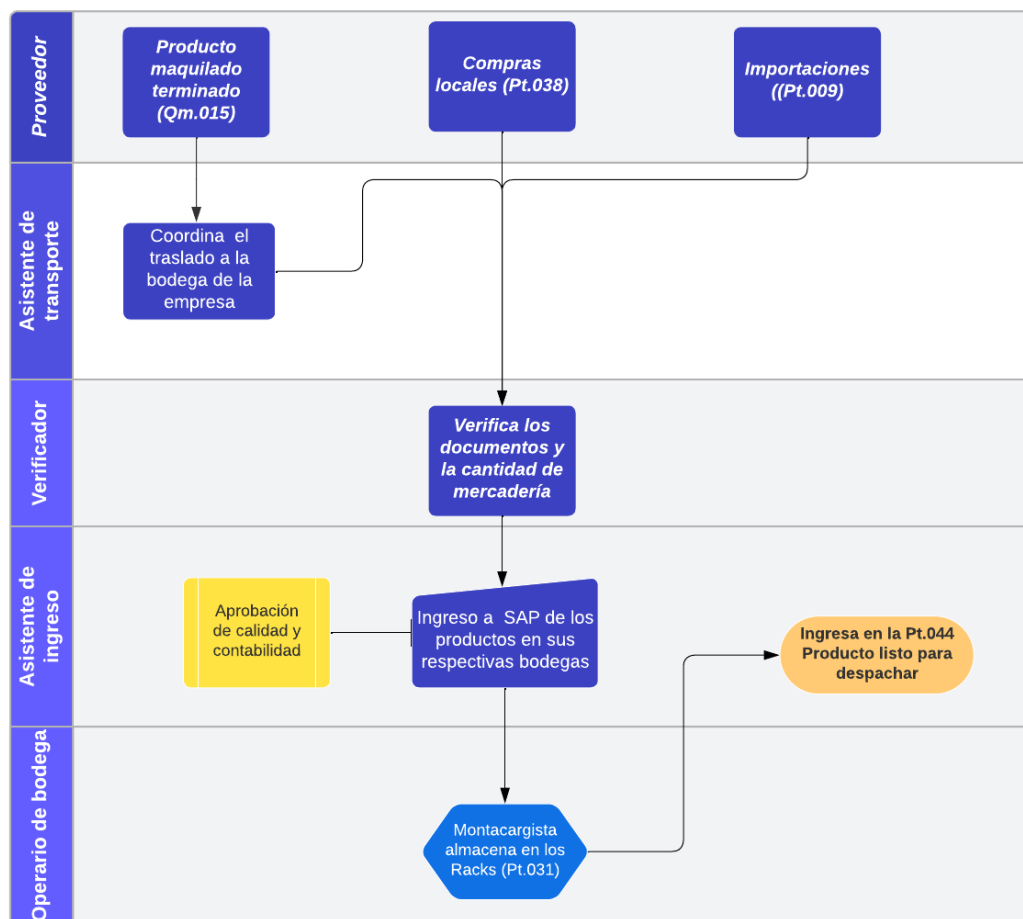 Proveedor
Producto
maquilado
terminado
(Qm.015)
Compras
locales (Pt.038)
Importaciones
((Pt.009)
Asistente de
transporte
Coordina el
traslado a la
bodega de la
empresa
Verificador
Verifica los
documentos y
la cantidad de
mercadería
Asistente de
ingreso
Aprobación
de calidad y
contabilidad
Ingreso a SAP de los
productos en sus
respectivas bodegas
Ingresa en la Pt.044
Producto listo para
despachar
Operario de bodega
Montacargista
almacena en los
Racks (Pt.031)